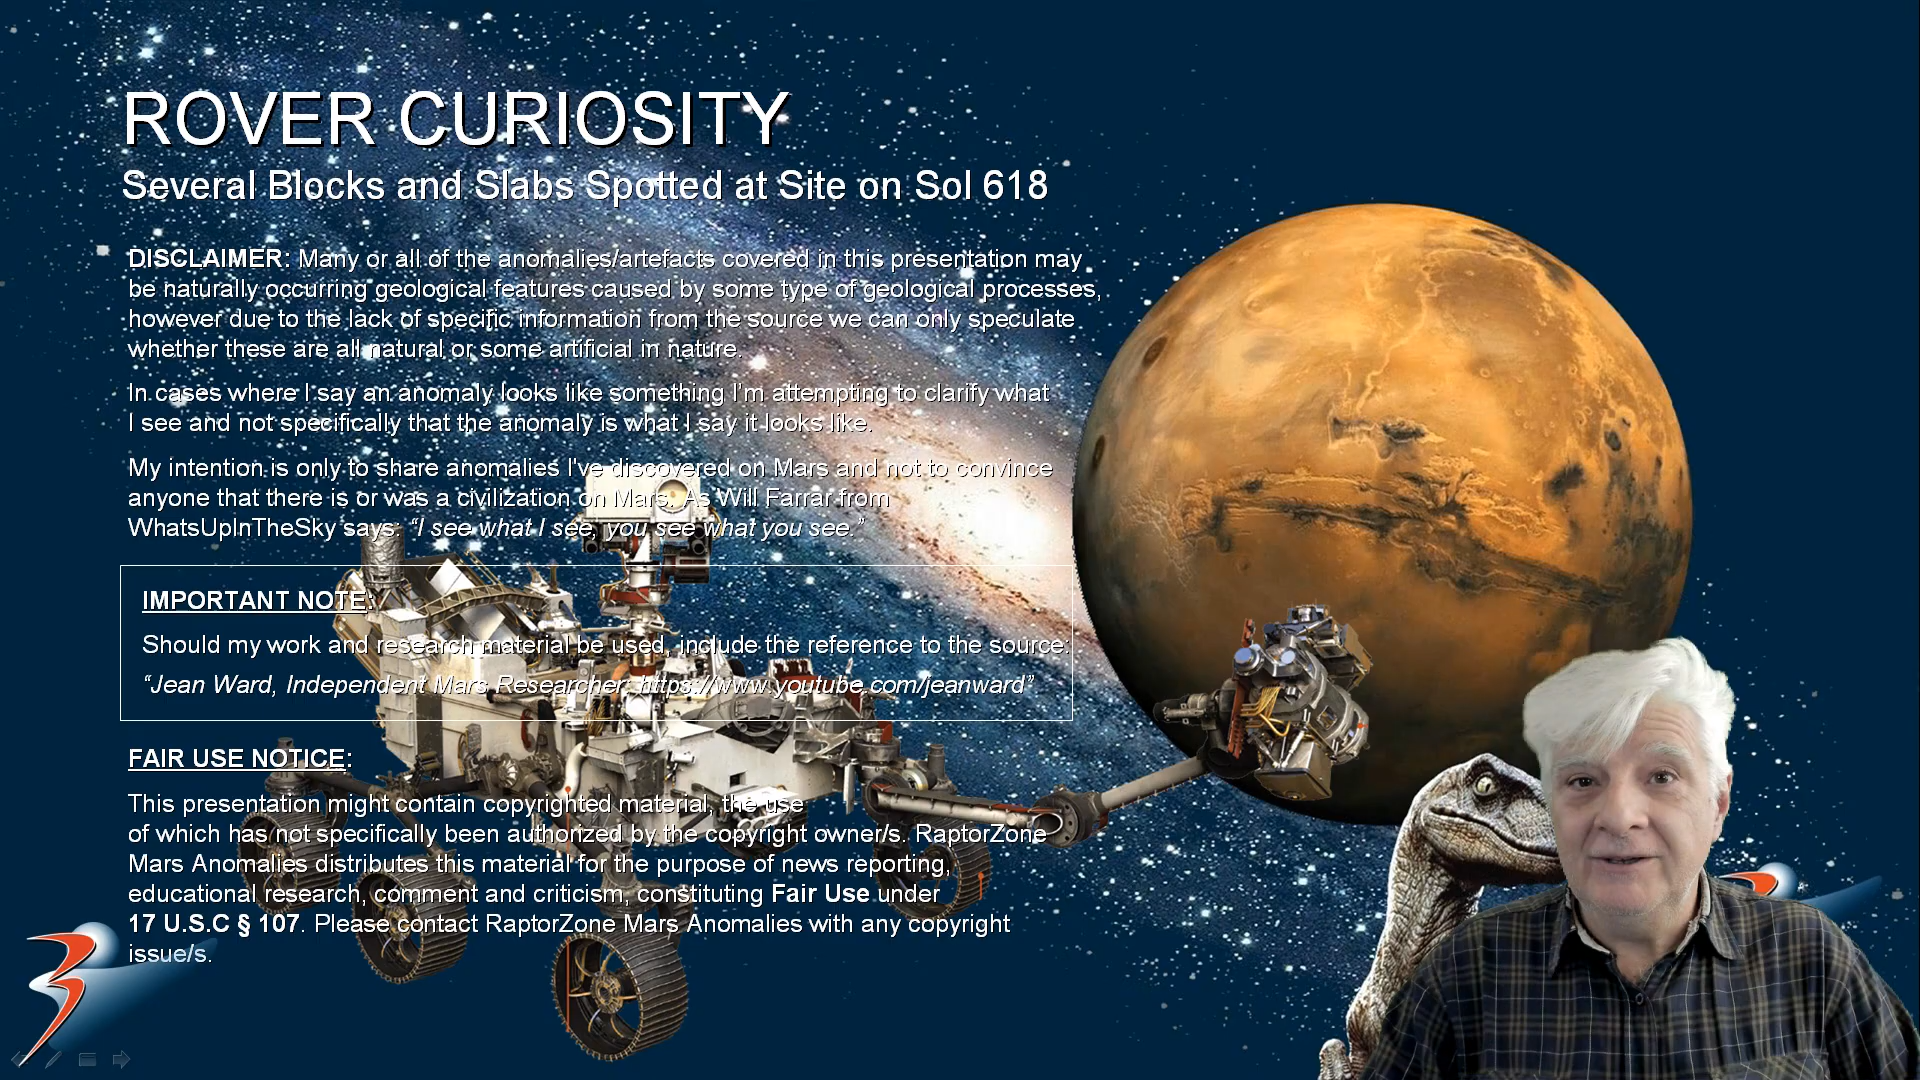 ROVER CURIOSITY
Several Blocks and Slabs Spotted at Site on Sol 618
DISCLAIMER: Many or all of the anomalies/artefacts covered in this presentation may
be naturally occurring geological features caused by some type of geological processes,
however due to the lack of specific information from the source we can only speculate
whether these are all natural or some artificial in nature.
In cases where I say an anomaly looks like something I'm attempting to clarify what
I see and not specifically that the anomaly is what I say it looks like.
My intention is only to share anomalies I've discovered on Mars and not to convince
anyone that there is or was a civilization on Mars. As Will Farrar from
WhatsUpInTheSky says: “I see what I see, you see what you see.”
IMPORTANT NOTE:
Should my work and research material be used, include the reference to the source:
“Jean Ward, Independent Mars Researcher: https://www.youtube.com/jeanward”
FAIR USE NOTICE:
This presentation might contain copyrighted material, the use
of which has not specifically been authorized by the copyright owner/s. RaptorZone
Mars Anomalies distributes this material for the purpose of news reporting,
educational research, comment and criticism, constituting Fair Use under
17 U.S.C § 107. Please contact RaptorZone Mars Anomalies with any copyright
issue/s.